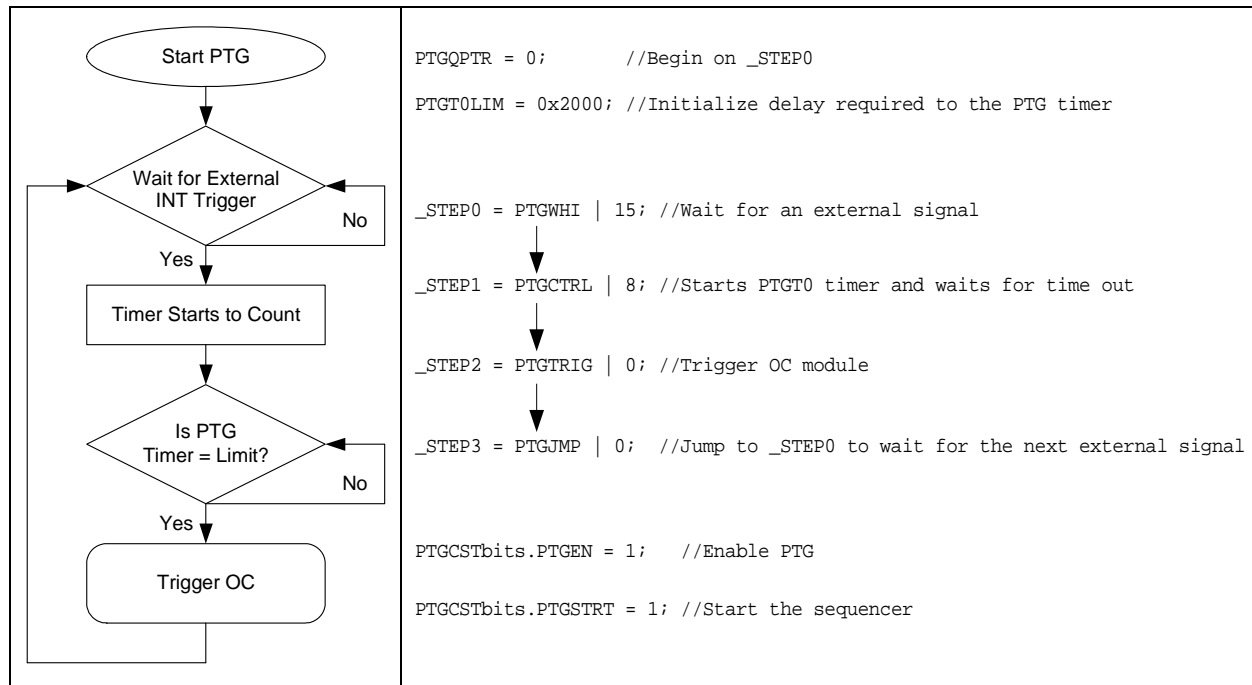 Start PTG
Wait for External
INT Trigger
No
Yes
Timer Starts to Count
Is PTG
Timer = Limit?
No
Yes
Trigger OC
PTGQPTR = 0; //Begin on _STEP0
PTGT0LIM = 0x2000; //Initialize delay required to the PTG timer
_STEP0 = PTGWHI | 15; //Wait for an external signal
_STEP1 = PTGCTRL | 8; //Starts PTGT0 timer and waits for time out
_STEP2 = PTGTRIG | 0; //Trigger OC module
_STEP3 = PTGJMP | 0; //Jump to _STEP0 to wait for the next external signal
PTGCSTbits.PTGEN = 1; //Enable PTG
PTGCSTbits.PTGSTRT = 1; //Start the sequencer